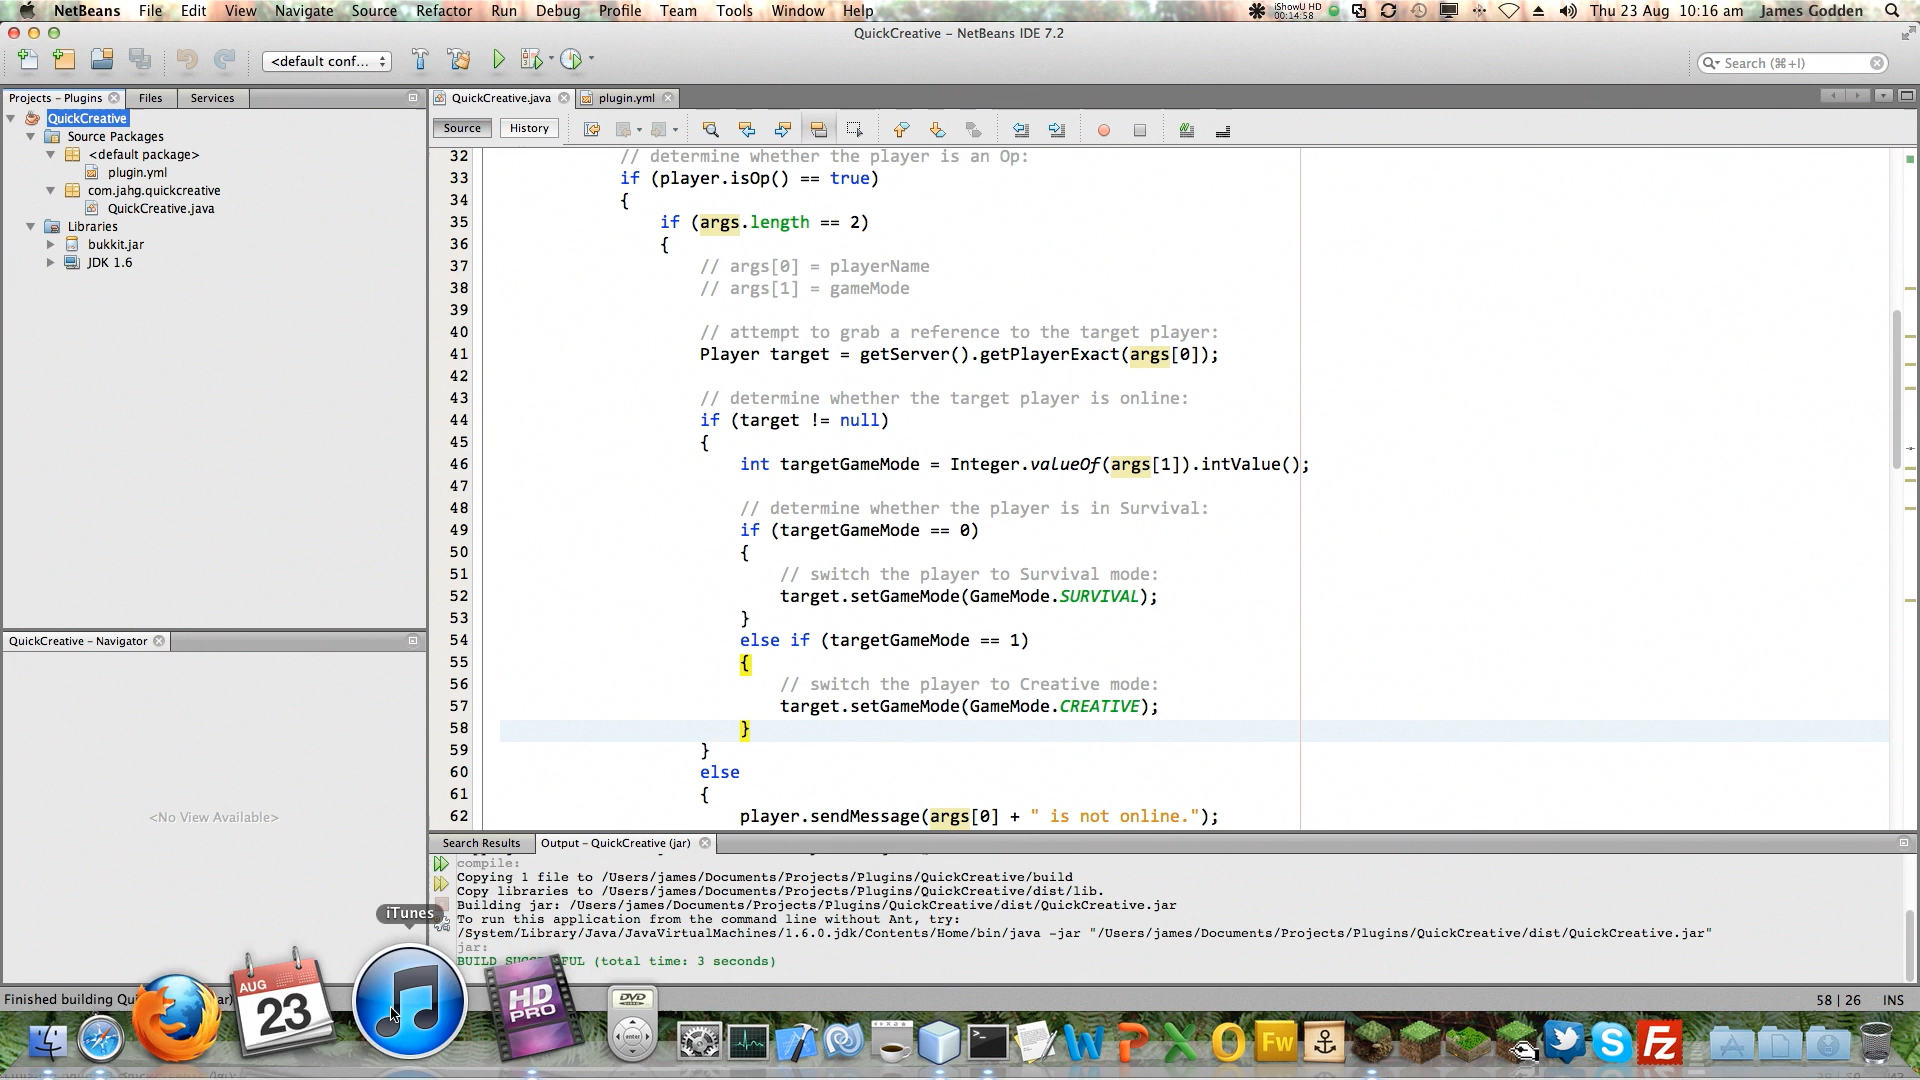 NetBeans File Edit View Navigate Source Refactor Run Debug Profile Team Tools Window Help
iShowU HD
00:14:58
Thu 23 Aug 10:16 am James Godden
QuickCreative – NetBeans IDE 7.2
<default conf...
Search (⌘+I)
Projects – Plugins Files Services
QuickCreative.java plugin.yml
QuickCreative
Source Packages
<default package>
plugin.yml
com.jahg.quickcreative
QuickCreative.java
Libraries
bukkit.jar
JDK 1.6
Source History
32 // determine whether the player is an Op:
33 if (player.isOp() == true)
34 {
35 if (args.length == 2)
36 {
37 // args[0] = playerName
38 // args[1] = gameMode
39
40 // attempt to grab a reference to the target player:
41 Player target = getServer().getPlayerExact(args[0]);
42
43 // determine whether the target player is online:
44 if (target != null)
45 {
46 int targetGameMode = Integer.valueOf(args[1]).intValue();
47
48 // determine whether the player is in Survival:
49 if (targetGameMode == 0)
50 {
51 // switch the player to Survival mode:
52 target.setGameMode(GameMode.SURVIVAL);
53 }
54 else if (targetGameMode == 1)
55 {
56 // switch the player to Creative mode:
57 target.setGameMode(GameMode.CREATIVE);
58 }
59 }
60 else
61 {
62 player.sendMessage(args[0] + " is not online.");
QuickCreative – Navigator
<No View Available>
Search Results Output – QuickCreative (jar)
compile:
Copying 1 file to /Users/james/Documents/Projects/Plugins/QuickCreative/build
Copy libraries to /Users/james/Documents/Projects/Plugins/QuickCreative/dist/lib.
Building jar: /Users/james/Documents/Projects/Plugins/QuickCreative/dist/QuickCreative.jar
To run this application from the command line without Ant, try:
/System/Library/Java/JavaVirtualMachines/1.6.0.jdk/Contents/Home/bin/java -jar "/Users/james/Documents/Projects/Plugins/QuickCreative/dist/QuickCreative.jar"
jar:
BUILD SUCC FUL (total time: 3 seconds)
Finished building Qu ar)
58 | 26 INS
iTunes
AUG
23
HD
PRO
DVD
enter
W P X O Fw
S Fz